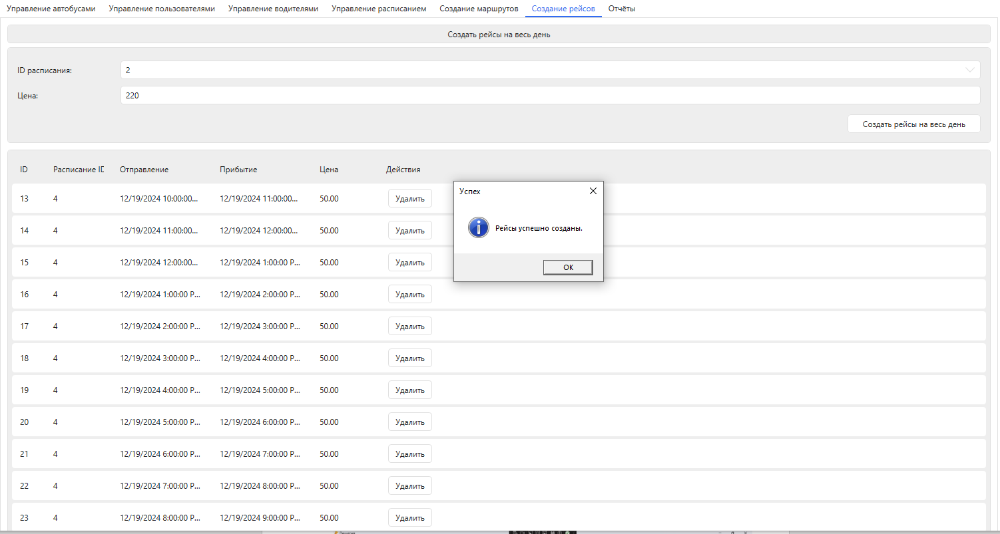 Управление автобусами Управление пользователями Управление водителями Управление расписанием Создание маршрутов Создание рейсов Отчёты
Создать рейсы на весь день
ID расписания: 2
Цена: 220
Создать рейсы на весь день
ID Расписание ID Отправление Прибытие Цена Действия
13 4 12/19/2024 10:00:00... 12/19/2024 11:00:00... 50.00 Удалить
14 4 12/19/2024 11:00:00... 12/19/2024 12:00:00... 50.00 Удалить
15 4 12/19/2024 12:00:00... 12/19/2024 1:00:00 P... 50.00 Удалить
16 4 12/19/2024 1:00:00 P... 12/19/2024 2:00:00 P... 50.00 Удалить
17 4 12/19/2024 2:00:00 P... 12/19/2024 3:00:00 P... 50.00 Удалить
18 4 12/19/2024 3:00:00 P... 12/19/2024 4:00:00 P... 50.00 Удалить
19 4 12/19/2024 4:00:00 P... 12/19/2024 5:00:00 P... 50.00 Удалить
20 4 12/19/2024 5:00:00 P... 12/19/2024 6:00:00 P... 50.00 Удалить
21 4 12/19/2024 6:00:00 P... 12/19/2024 7:00:00 P... 50.00 Удалить
22 4 12/19/2024 7:00:00 P... 12/19/2024 8:00:00 P... 50.00 Удалить
23 4 12/19/2024 8:00:00 P... 12/19/2024 9:00:00 P... 50.00 Удалить
Успех
Рейсы успешно созданы.
OK